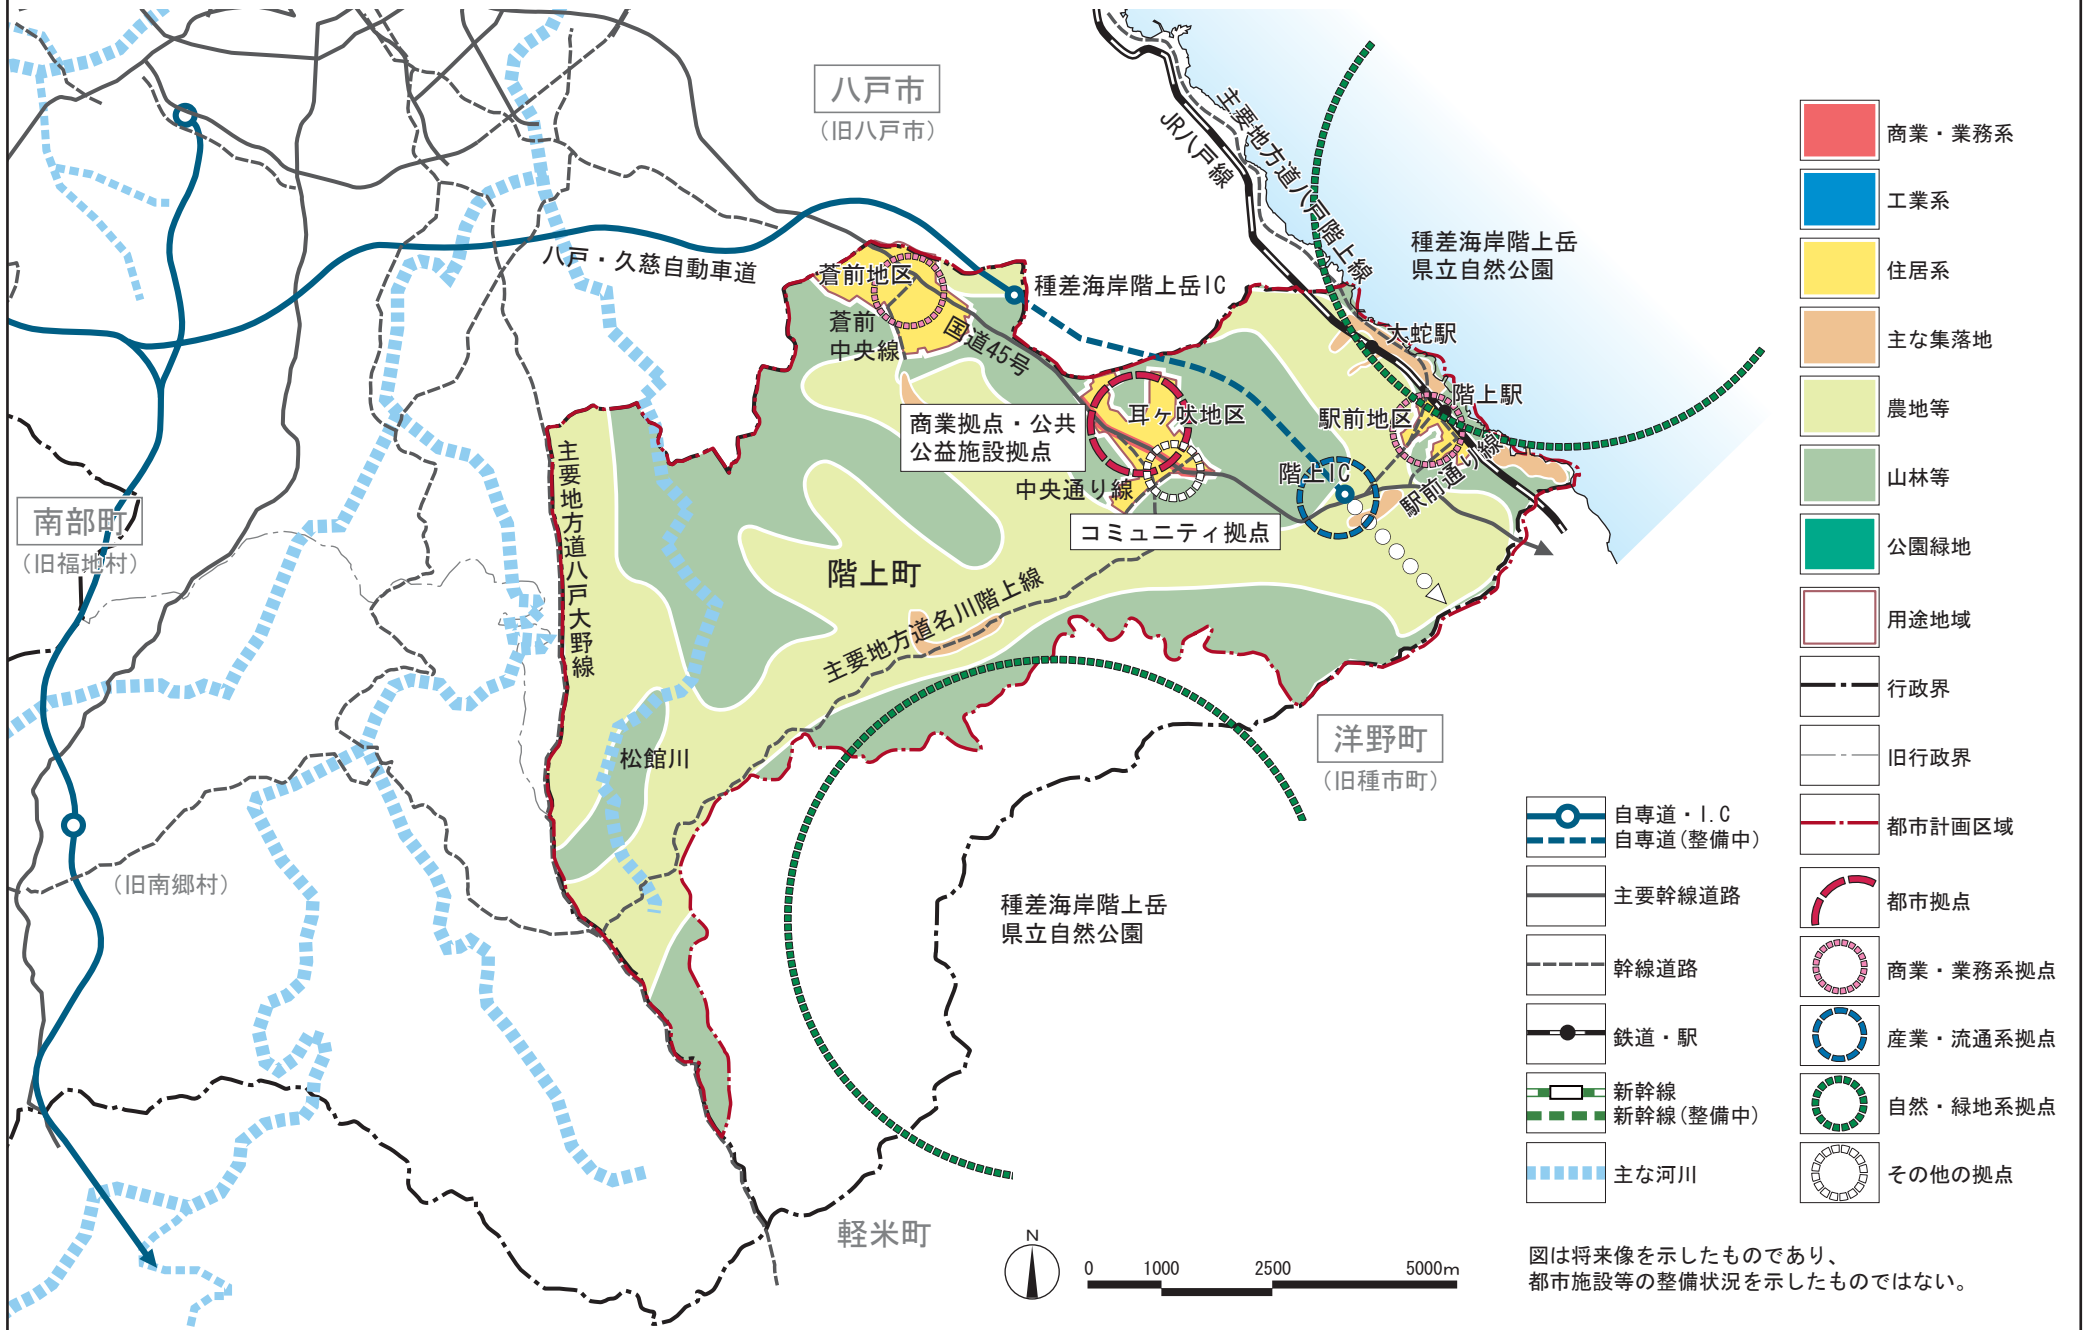 八戸市
(旧八戸市)
主要地方道八戸階上線
JR八戸線
種差海岸階上岳
県立自然公園
八戸・久慈自動車道
蒼前地区
種差海岸階上岳IC
蒼前
中央線
国道45号
大蛇駅
階上駅
駅前地区
耳ヶ吠地区
商業拠点・公共
公益施設拠点
階上IC
中央通り線
駅前通り線
コミュニティ拠点
主要地方道八戸大野線
南部町
(旧福地村)
階上町
主要地方道名川階上線
松館川
洋野町
(旧種市町)
(旧南郷村)
種差海岸階上岳
県立自然公園
軽米町
N
0 1000 2500 5000m
商業・業務系
工業系
住居系
主な集落地
農地等
山林等
公園緑地
用途地域
行政界
旧行政界
都市計画区域
都市拠点
商業・業務系拠点
産業・流通系拠点
自然・緑地系拠点
その他の拠点
自専道・I.C
自専道(整備中)
主要幹線道路
幹線道路
鉄道・駅
新幹線
新幹線(整備中)
主な河川
図は将来像を示したものであり、
都市施設等の整備状況を示したものではない。